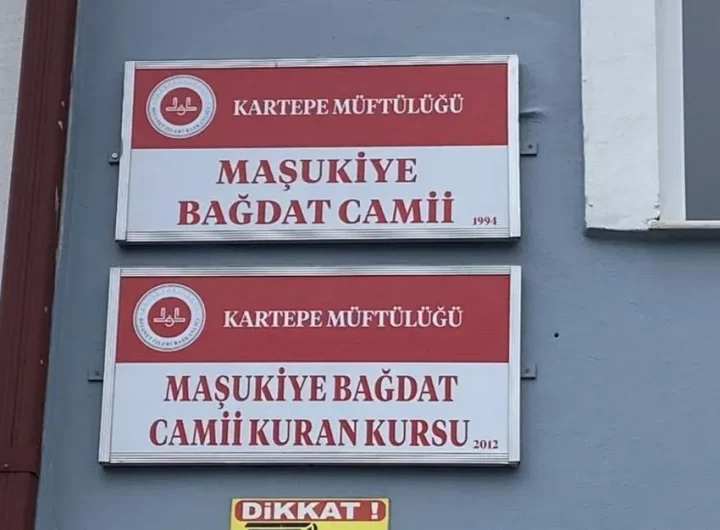 KARTEPE MÜFTÜLÜĞÜ
MAŞUKİYE
BAĞDAT CAMİİ 1994
KARTEPE MÜFTÜLÜĞÜ
MAŞUKİYE BAĞDAT
CAMİİ KURAN KURSU 2012
DİKKAT !